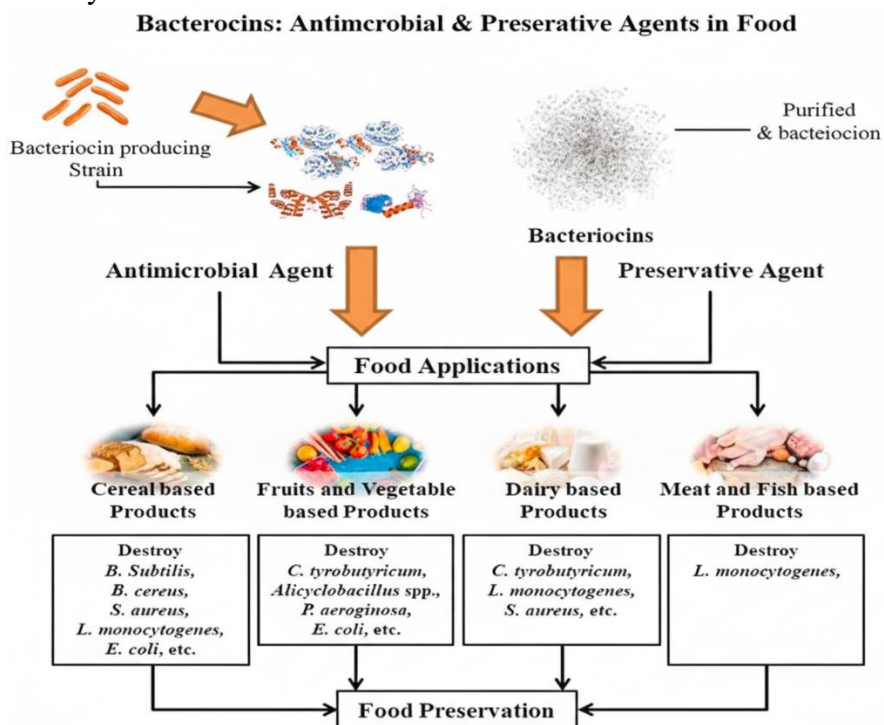 Bacterocins: Antimcrobial & Preserative Agents in Food
Bacteriocin producing
Strain
Purified
& bacteiocion
Bacteriocins
Antimicrobial Agent
Preservative Agent
Food Applications
Cereal based
Products
Fruits and Vegetable
based Products
Dairy based
Products
Meat and Fish based
Products
Destroy
B. Subtilis,
B. cereus,
S. aureus,
L. monocytogenes,
E. coli, etc.
Destroy
C. tyrobutyricum,
Alicyclobacillus spp.,
P. aeroginosa,
E. coli, etc.
Destroy
C. tyrobutyricum,
L. monocytogenes,
S. aureus, etc.
Destroy
L. monocytogenes,
Food Preservation